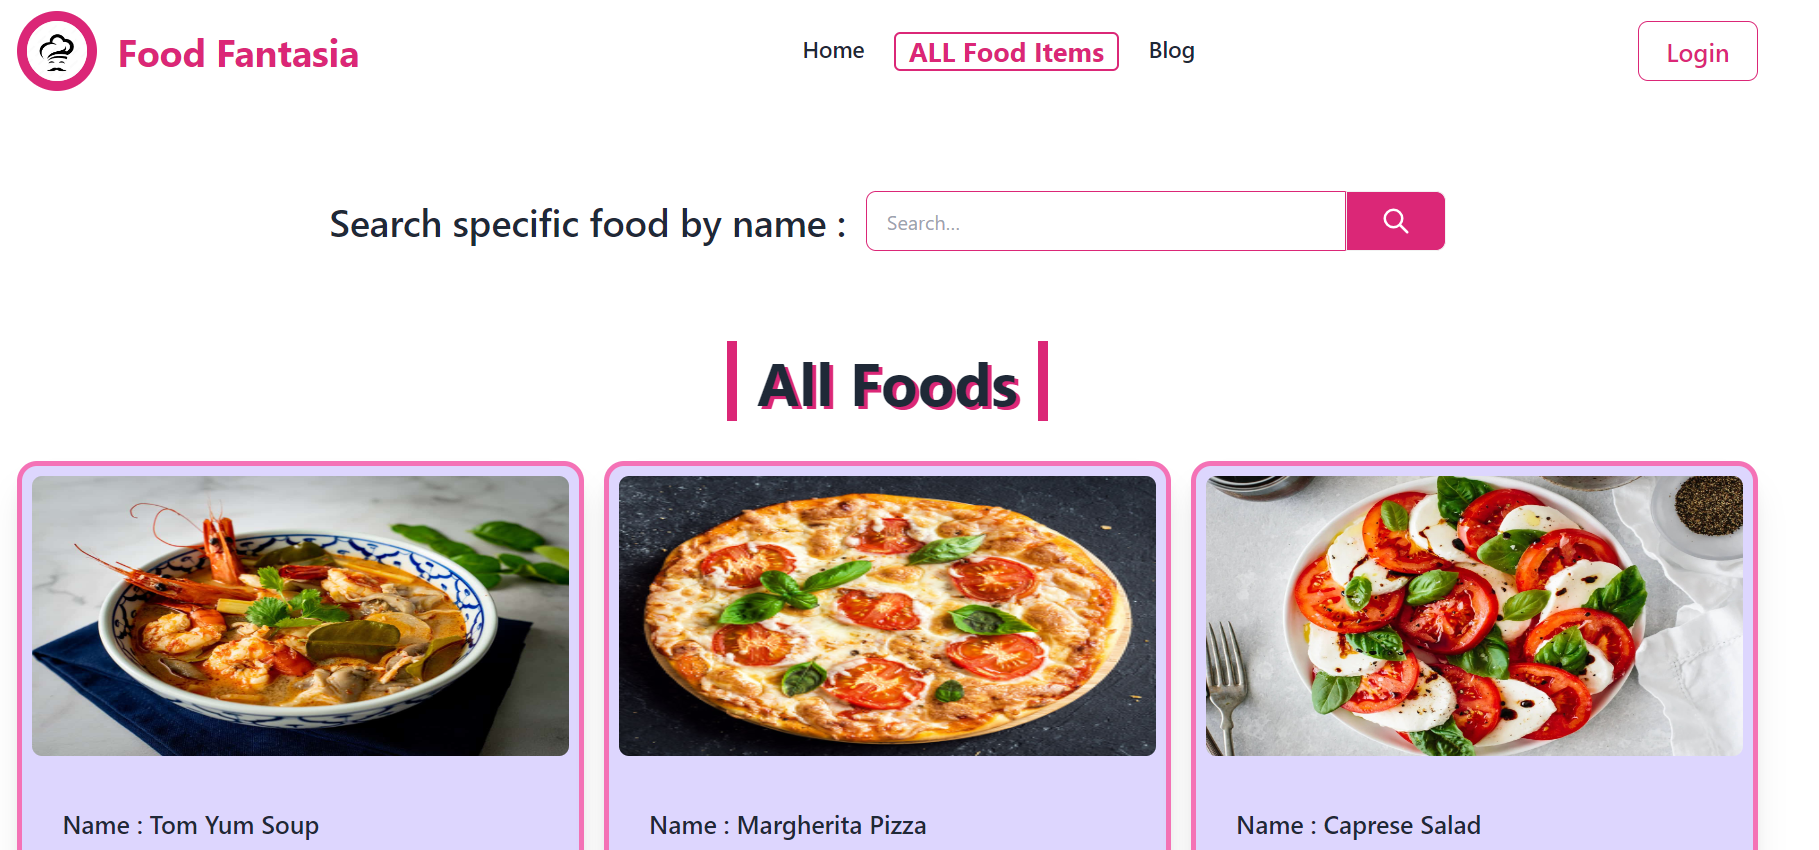 Food Fantasia
Home
ALL Food Items
Blog
Login
Search specific food by name :
Search...
All Foods
Name : Tom Yum Soup
Name : Margherita Pizza
Name : Caprese Salad